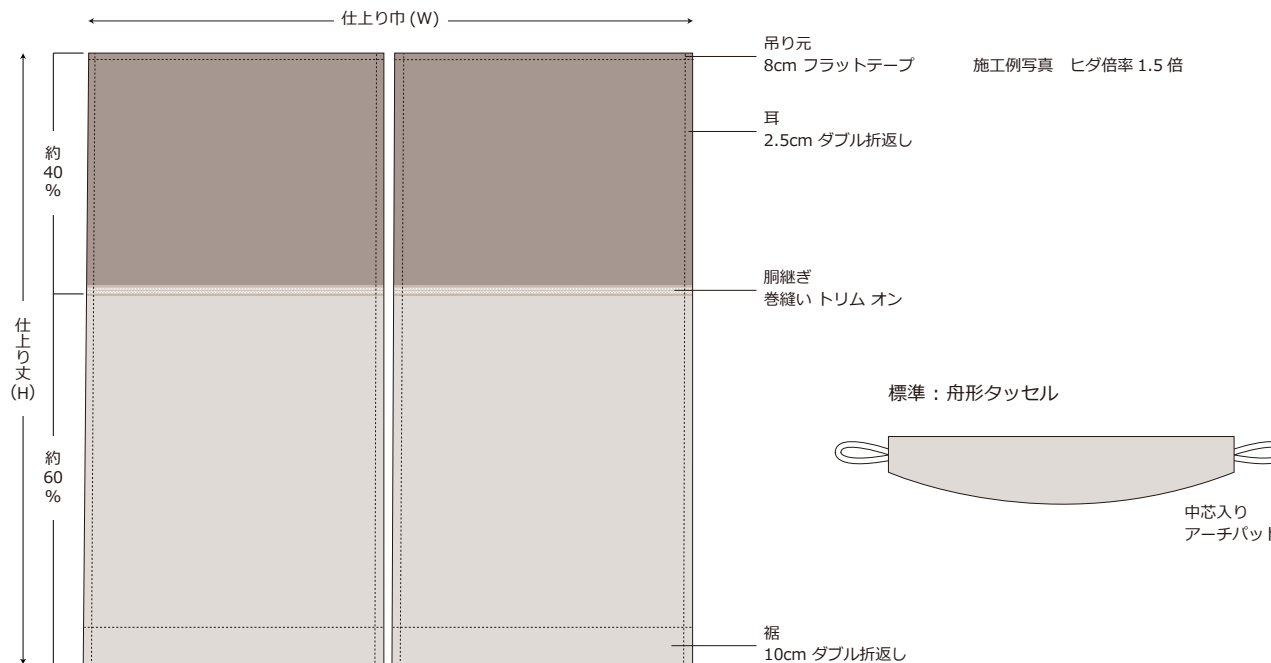 仕上り巾 (W)
吊り元
8cm フラットテープ
施工例写真 ヒダ倍率 1.5 倍
耳
2.5cm ダブル折返し
約
40
%
胴継ぎ
巻縫い トリム オン
仕上り丈
(H)
標準：舟形タッセル
約
60
%
中芯入り
アーチパット
裾
10cm ダブル折返し